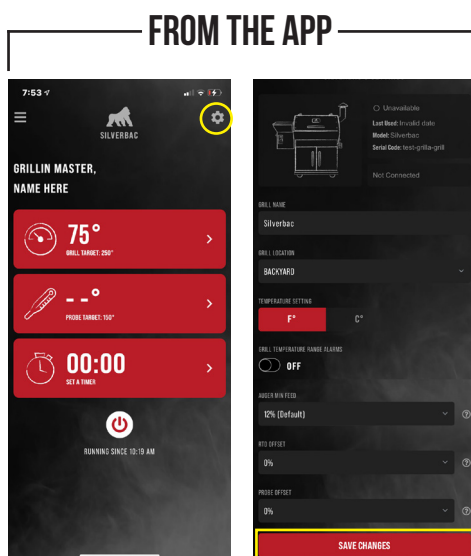 FROM THE APP
7:53
SILVERBAC
GRILLIN MASTER,
NAME HERE
75°
GRILL TARGET: 250°
- -°
PROBE TARGET: 150°
00:00
SET A TIMER
RUNNING SINCE 10:19 AM
Unavailable
Last Used: Invalid date
Model: Silverbac
Serial Code: test-grilla-grill
Not Connected
GRILL NAME
Silverbac
GRILL LOCATION
BACKYARD
TEMPERATURE SETTING
F° C°
GRILL TEMPERATURE RANGE ALARMS
OFF
AUGER MIN FEED
12% (Default)
RTD OFFSET
0%
PROBE OFFSET
0%
SAVE CHANGES